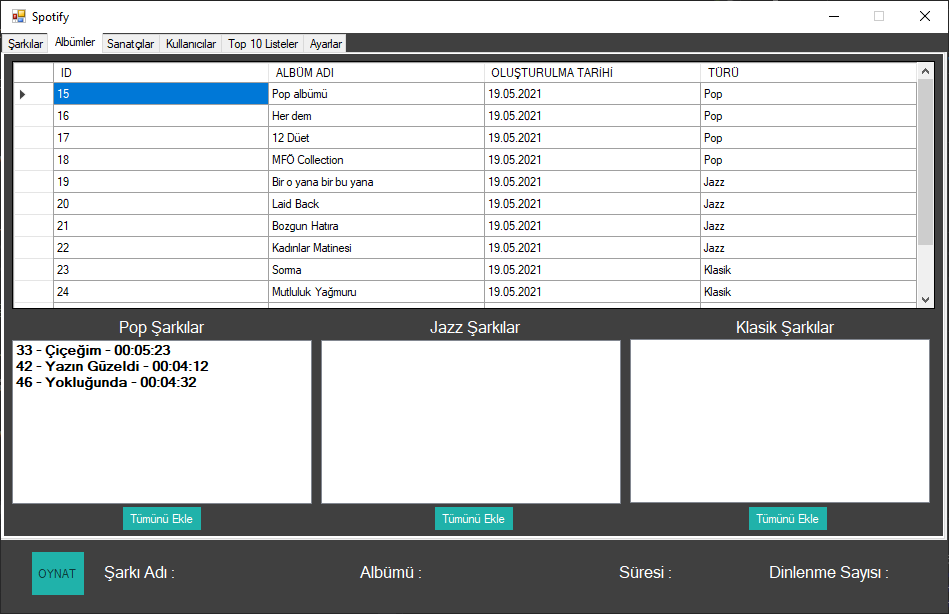 Spotify
Şarkılar Albümler Sanatçılar Kullanıcılar Top 10 Listeler Ayarlar
ID ALBÜM ADI OLUŞTURULMA TARİHİ TÜRÜ
15 Pop albümü 19.05.2021 Pop
16 Her dem 19.05.2021 Pop
17 12 Düet 19.05.2021 Pop
18 MFÖ Collection 19.05.2021 Pop
19 Bir o yana bir bu yana 19.05.2021 Jazz
20 Laid Back 19.05.2021 Jazz
21 Bozgun Hatıra 19.05.2021 Jazz
22 Kadınlar Matinesi 19.05.2021 Jazz
23 Sorma 19.05.2021 Klasik
24 Mutluluk Yağmuru 19.05.2021 Klasik
Pop Şarkılar Jazz Şarkılar Klasik Şarkılar
33 - Çiçeğim - 00:05:23
42 - Yazın Güzeldi - 00:04:12
46 - Yokluğunda - 00:04:32
Tümünü Ekle Tümünü Ekle Tümünü Ekle
OYNAT Şarkı Adı : Albümü : Süresi : Dinlenme Sayısı :